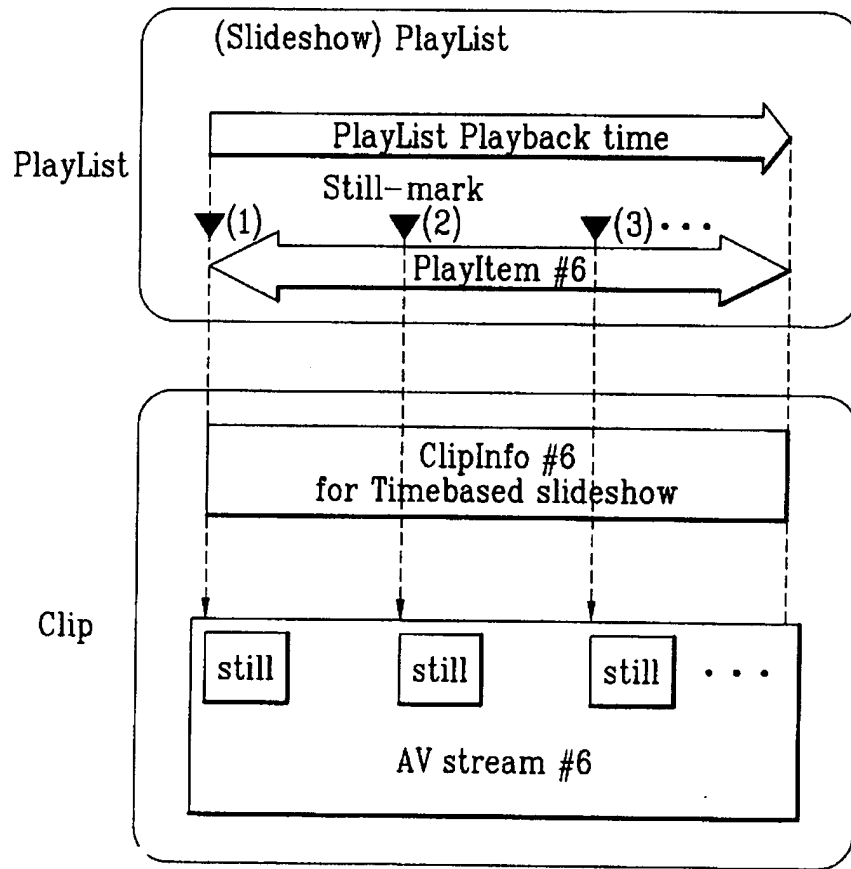 (Slideshow) PlayList
PlayList Playback time
PlayList
Still-mark
(1) (2) (3) · · ·
PlayItem #6
ClipInfo #6
for Timebased slideshow
Clip
still still still · · ·
AV stream #6